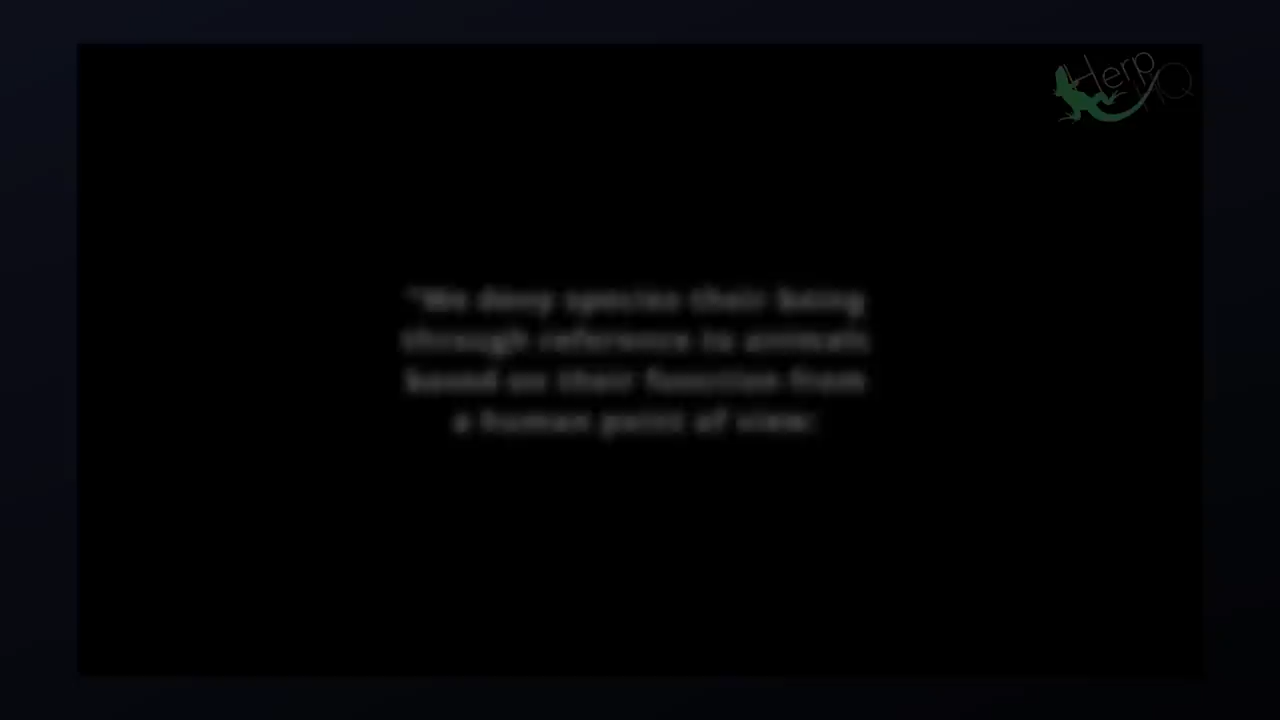 Herp
HQ
"We deny species their being
through reference to animals
based on their function from
a human point of view: